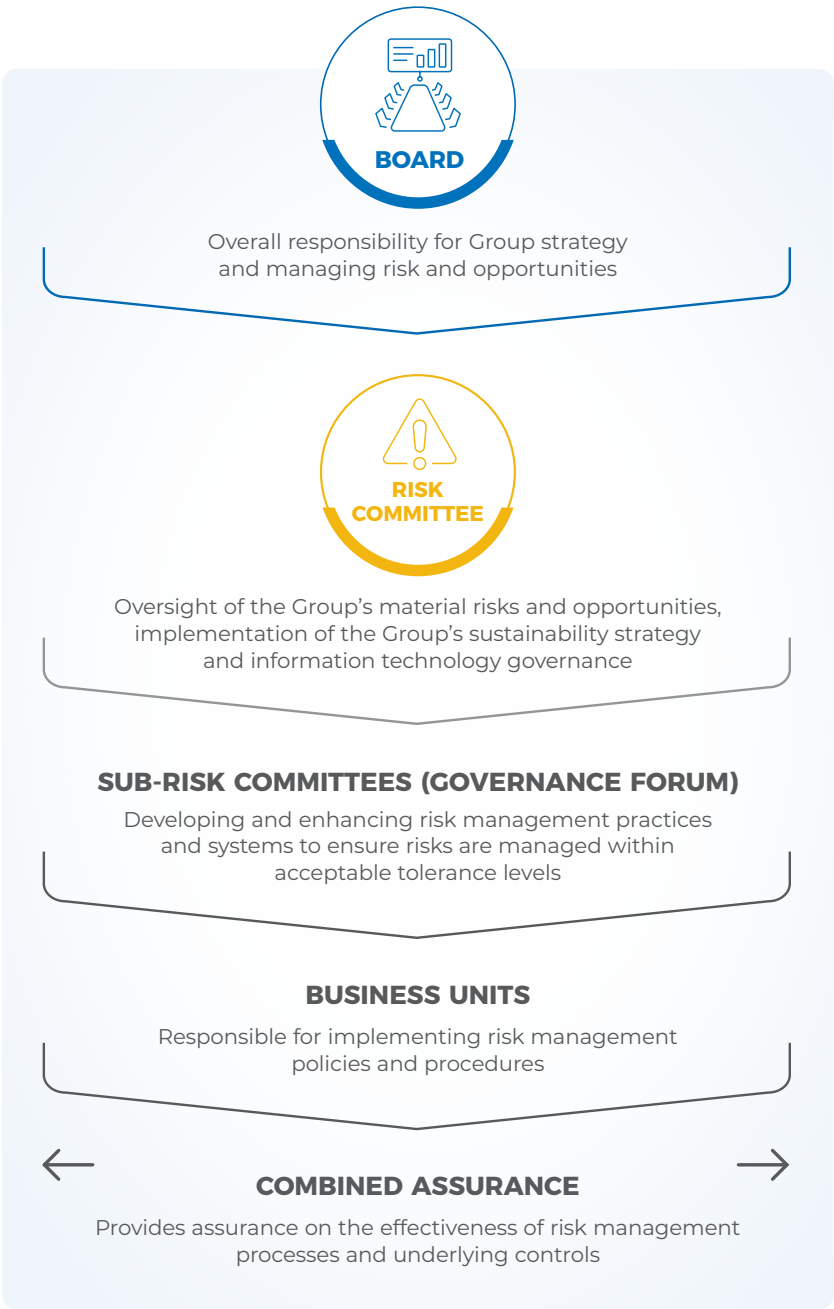 BOARD
Overall responsibility for Group strategy
and managing risk and opportunities
RISK
COMMITTEE
Oversight of the Group’s material risks and opportunities,
implementation of the Group’s sustainability strategy
and information technology governance
SUB-RISK COMMITTEES (GOVERNANCE FORUM)
Developing and enhancing risk management practices
and systems to ensure risks are managed within
acceptable tolerance levels
BUSINESS UNITS
Responsible for implementing risk management
policies and procedures
COMBINED ASSURANCE
Provides assurance on the effectiveness of risk management
processes and underlying controls